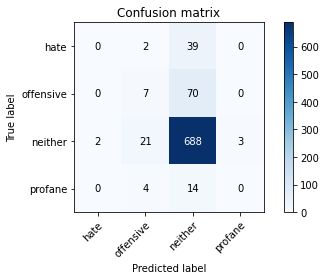 Confusion matrix
True label
hate 0 2 39 0
offensive 0 7 70 0
neither 2 21 688 3
profane 0 4 14 0
hate offensive neither profane
Predicted label
600
500
400
300
200
100
0